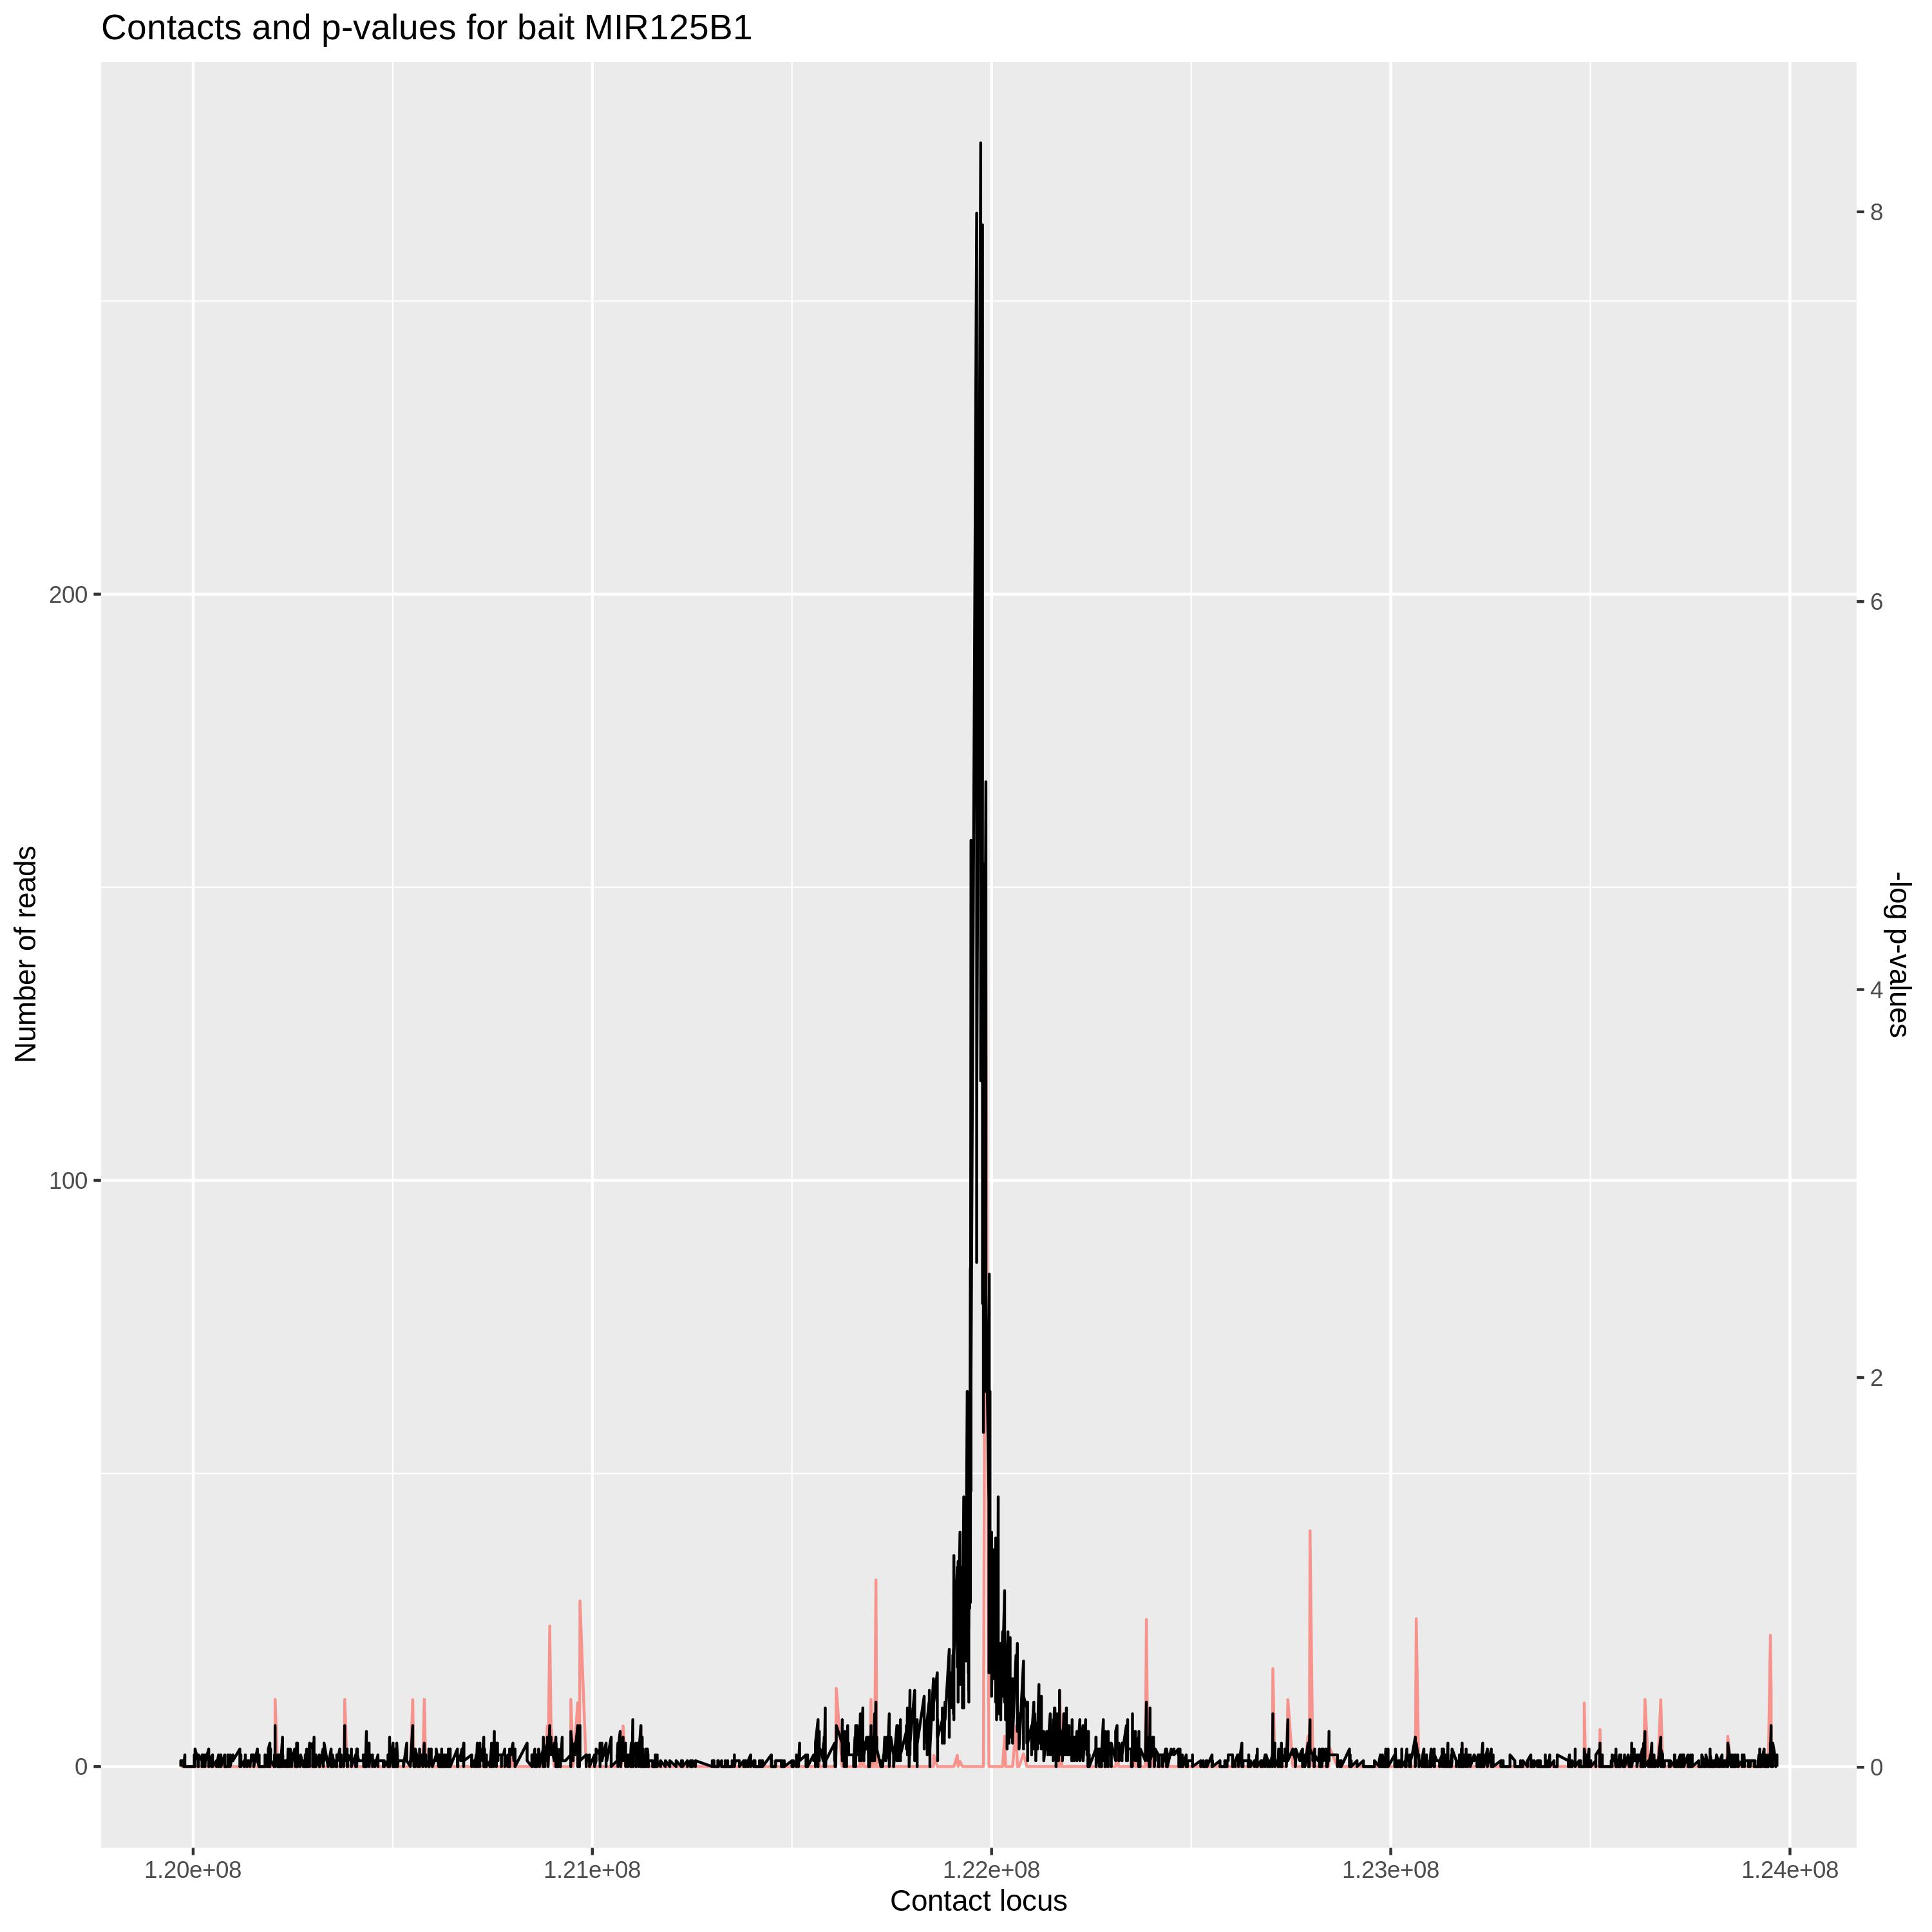 Contacts and p-values for bait MIR125B1
Number of reads
200
100
0
8
6
4
2
0
-log p-values
1.20e+08
1.21e+08
1.22e+08
1.23e+08
1.24e+08
Contact locus